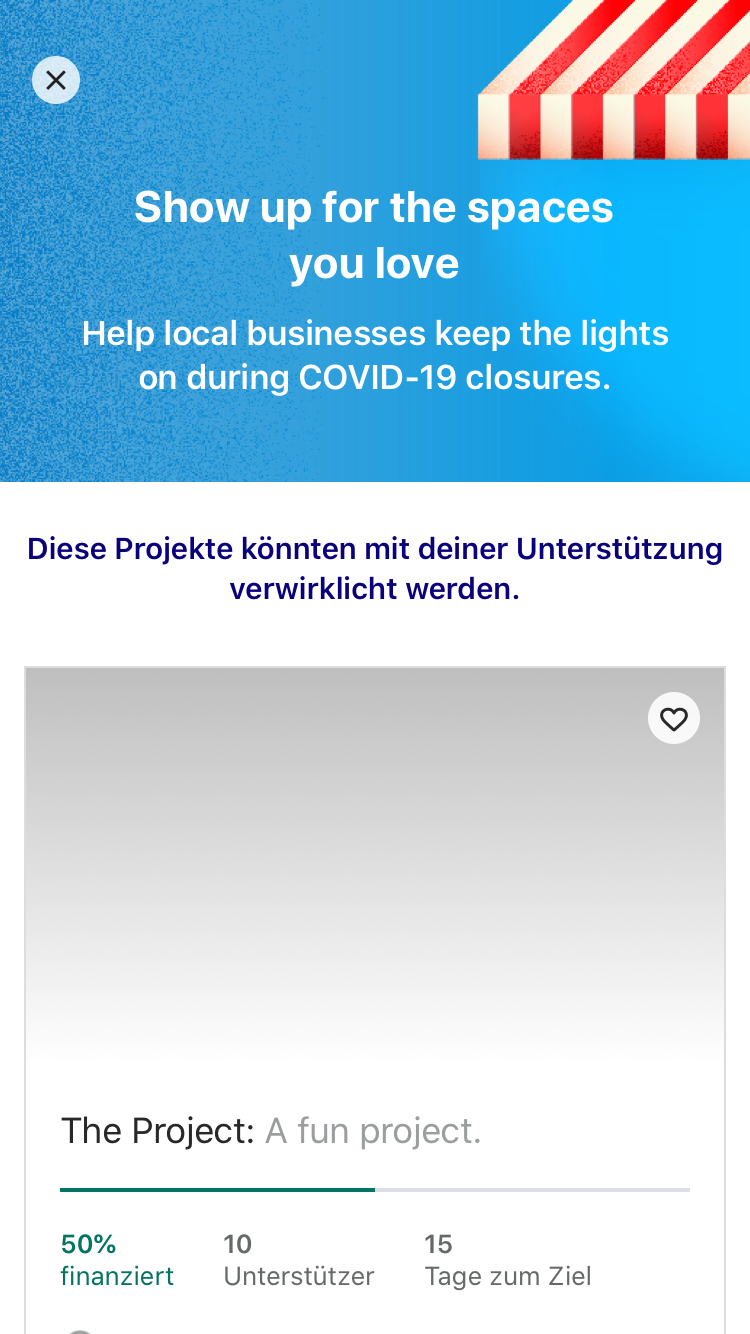 Show up for the spaces
you love
Help local businesses keep the lights
on during COVID-19 closures.
Diese Projekte könnten mit deiner Unterstützung
verwirklicht werden.
The Project: A fun project.
50% 10 15
finanziert Unterstützer Tage zum Ziel